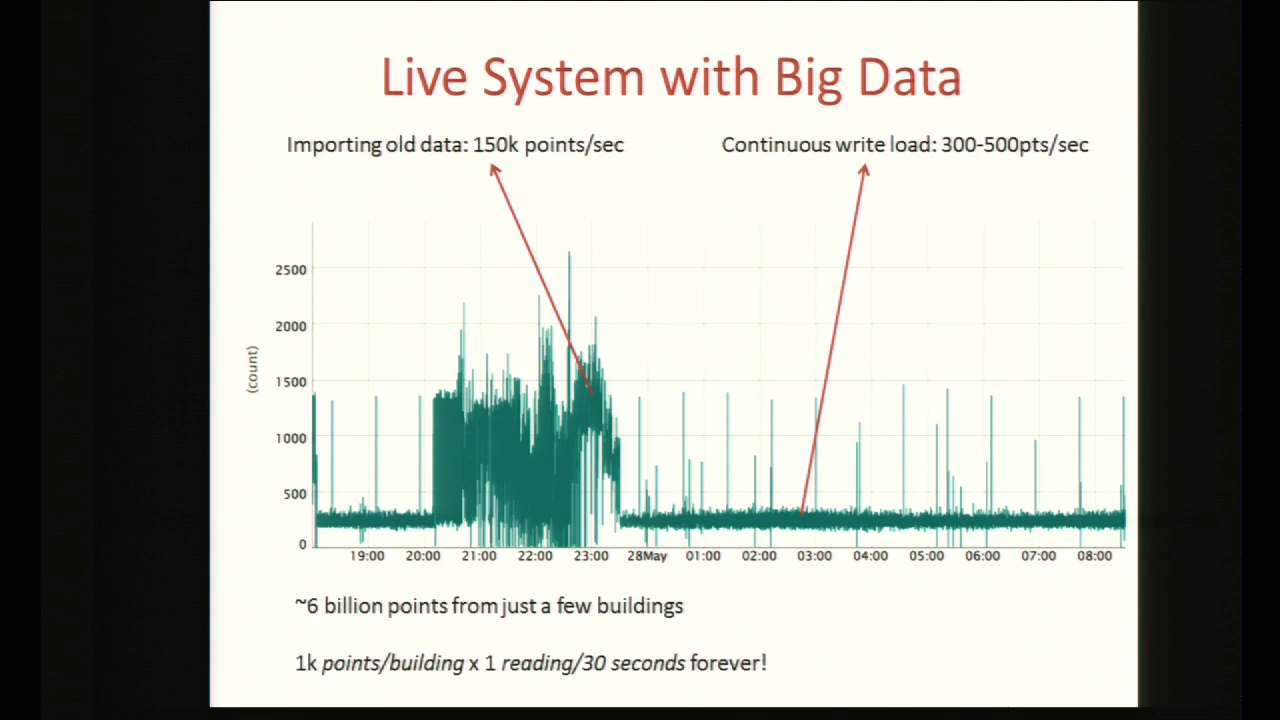 Live System with Big Data
Importing old data: 150k points/sec
Continuous write load: 300-500pts/sec
(count)
2500
2000
1500
1000
500
0
19:00 20:00 21:00 22:00 23:00 28May 01:00 02:00 03:00 04:00 05:00 06:00 07:00 08:00
~6 billion points from just a few buildings
1k points/building x 1 reading/30 seconds forever!